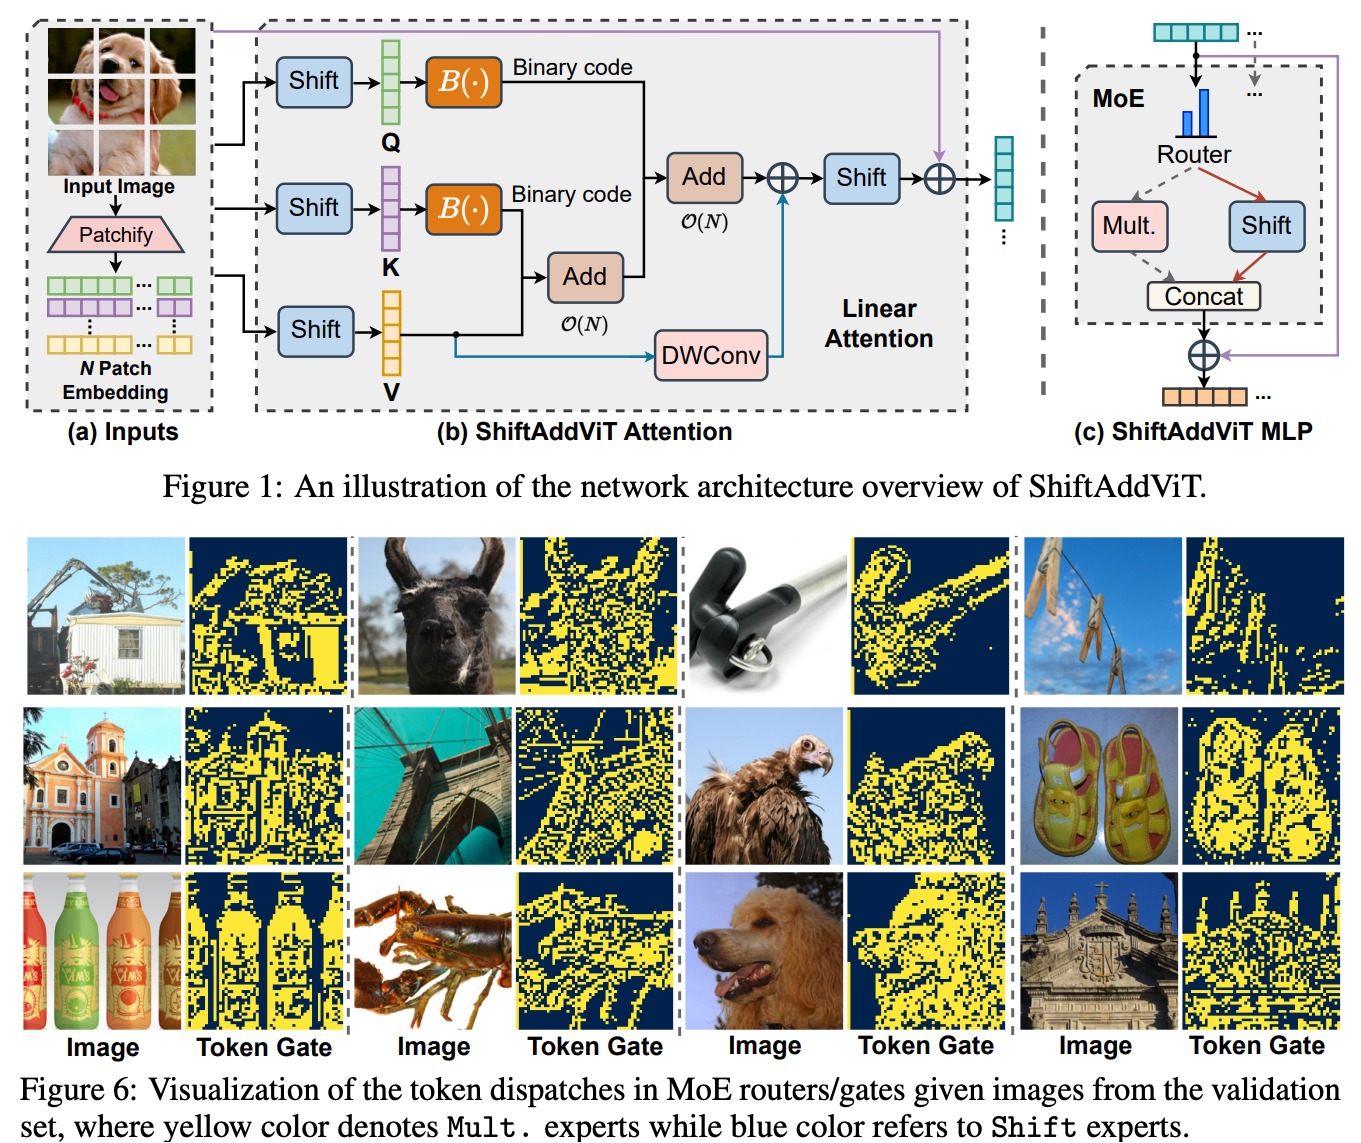 Input Image
Patchify
... ...
N Patch
Embedding
(a) Inputs
Shift
Q
B(·)
Binary code
Shift
K
B(·)
Binary code
Shift
V
Add
O(N)
Add
O(N)
DWConv
Shift
Linear
Attention
(b) ShiftAddViT Attention
MoE
Router
Mult.
Shift
Concat
(c) ShiftAddViT MLP
Figure 1: An illustration of the network architecture overview of ShiftAddViT.
Image Token Gate Image Token Gate Image Token Gate Image Token Gate
Figure 6: Visualization of the token dispatches in MoE routers/gates given images from the validation
set, where yellow color denotes Mult. experts while blue color refers to Shift experts.